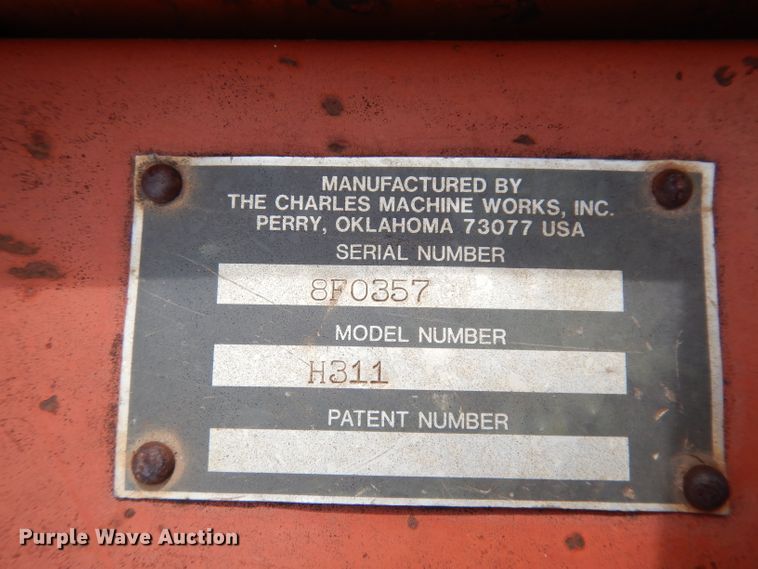 MANUFACTURED BY
THE CHARLES MACHINE WORKS, INC.
PERRY, OKLAHOMA 73077 USA
SERIAL NUMBER
8F0357
MODEL NUMBER
H311
PATENT NUMBER
Purple Wave Auction®